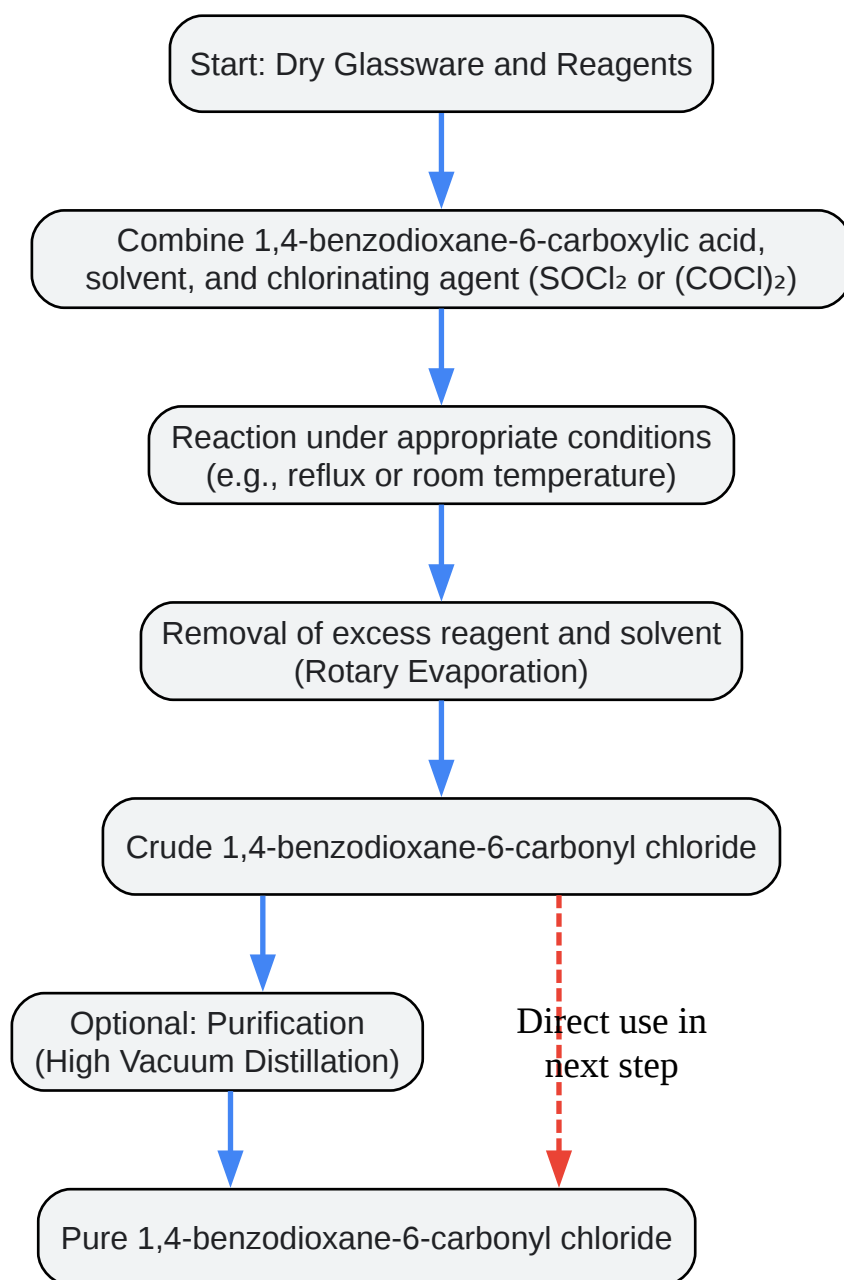 Start: Dry Glassware and Reagents
Combine 1,4-benzodioxane-6-carboxylic acid,
solvent, and chlorinating agent (SOCl₂ or (COCl)₂)
Reaction under appropriate conditions
(e.g., reflux or room temperature)
Removal of excess reagent and solvent
(Rotary Evaporation)
Crude 1,4-benzodioxane-6-carbonyl chloride
Optional: Purification
(High Vacuum Distillation)
Direct use in
next step
Pure 1,4-benzodioxane-6-carbonyl chloride